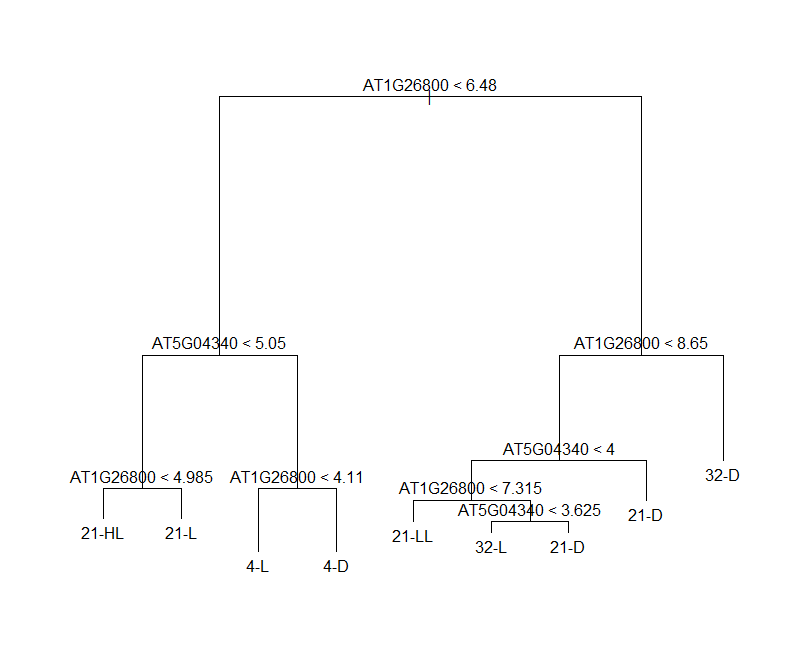 AT1G26800 < 6.48
AT5G04340 < 5.05
AT1G26800 < 8.65
AT5G04340 < 4
AT1G26800 < 4.985
AT1G26800 < 4.11
32-D
AT1G26800 < 7.315
AT5G04340 < 3.625
21-D
21-HL
21-L
21-LL
32-L
21-D
4-L
4-D